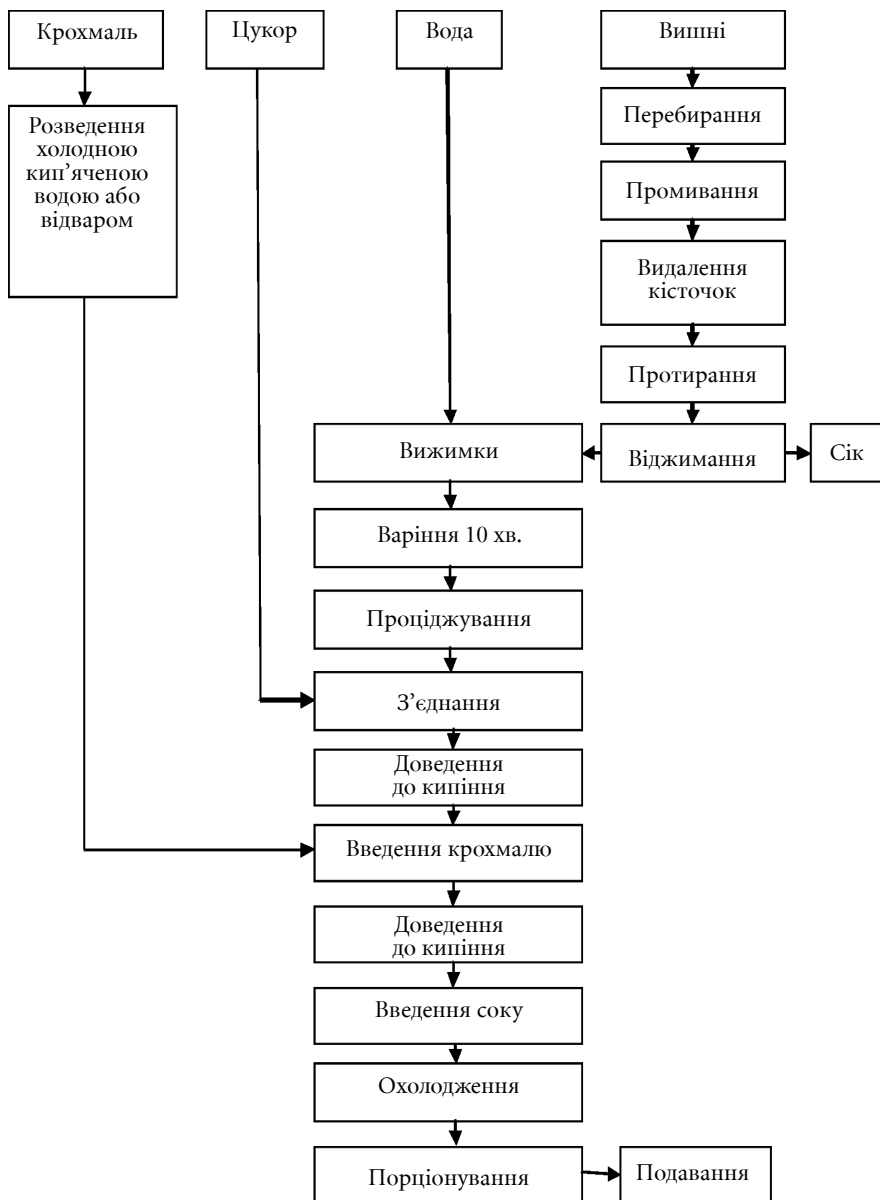 Крохмаль
Цукор
Вода
Вишні
Розведення
холодною
кип’яченою
водою або
відваром
Перебирання
Промивання
Видалення
кісточок
Протирання
Вижимки
Віджимання
Сік
Варіння 10 хв.
Проціджування
З’єднання
Доведення
до кипіння
Введення крохмалю
Доведення
до кипіння
Введення соку
Охолодження
Порціонування
Подавання